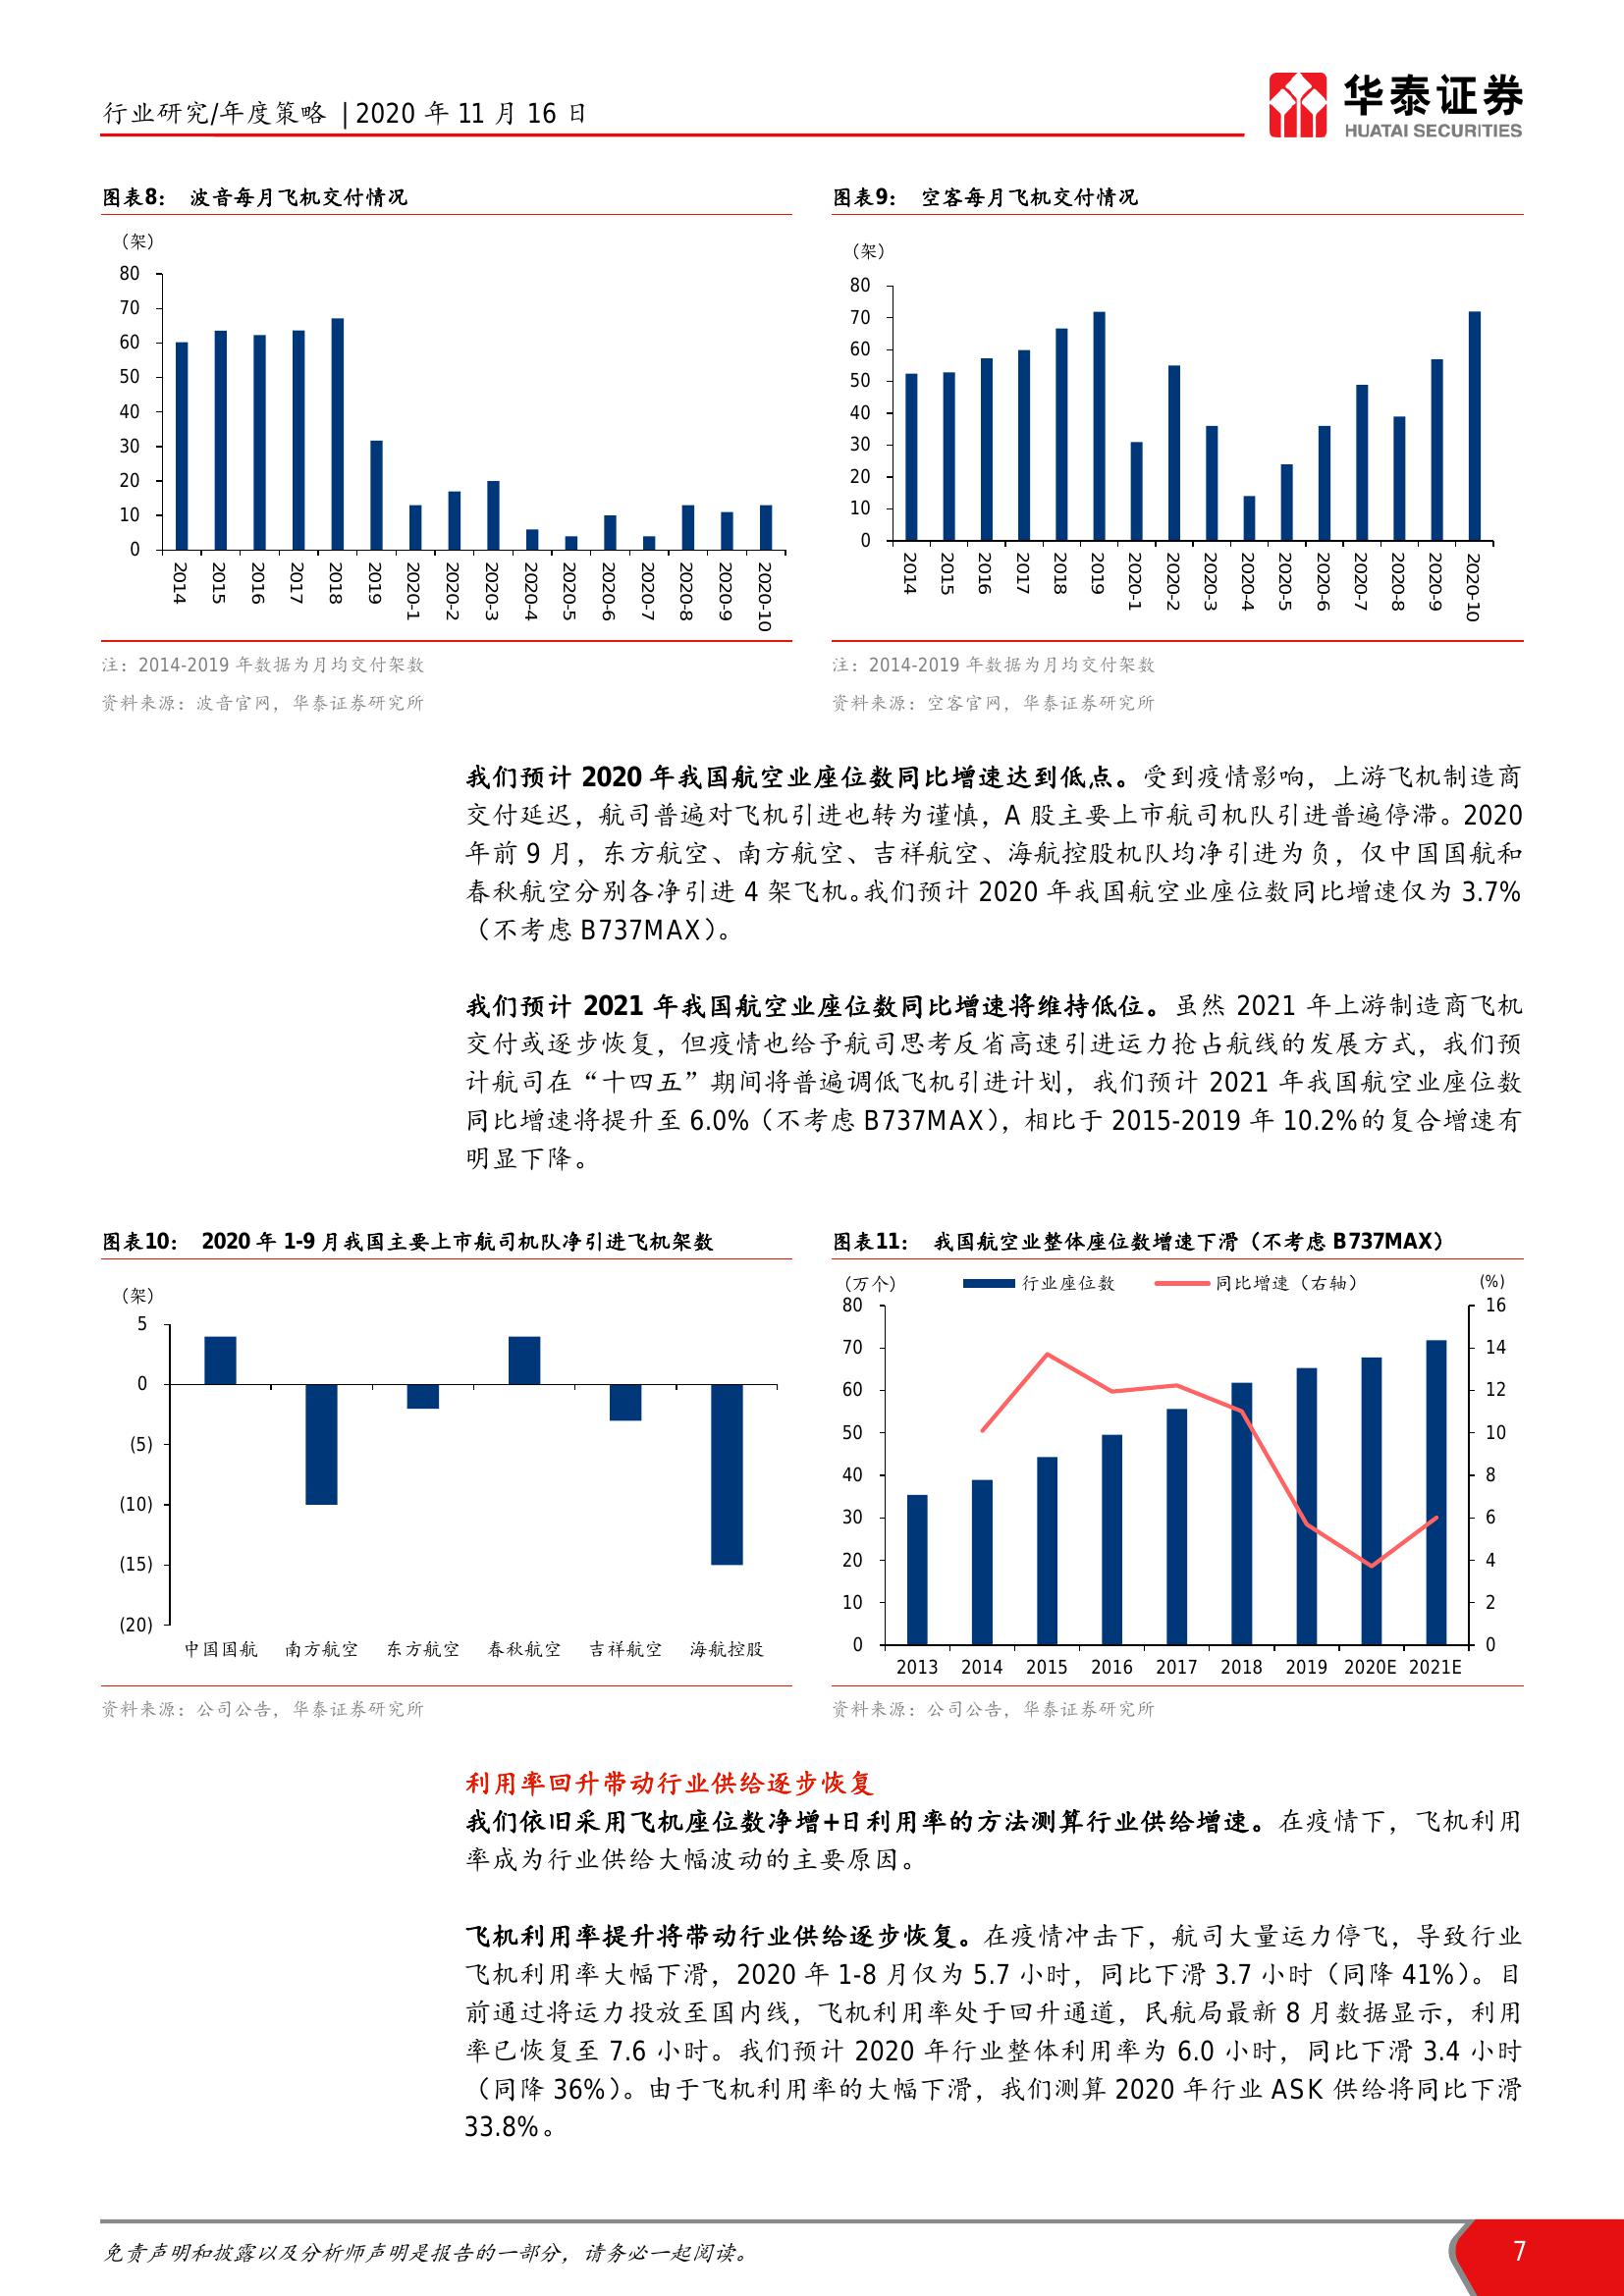 行业研究/年度策略 | 2020 年 11 月 16 日
华泰证券
HUATAI SECURITIES
图表8： 波音每月飞机交付情况
（架）
80
70
60
50
40
30
20
10
0
2014
2015
2016
2017
2018
2019
2020-1
2020-2
2020-3
2020-4
2020-5
2020-6
2020-7
2020-8
2020-9
2020-10
注：2014-2019 年数据为月均交付架数
资料来源：波音官网，华泰证券研究所
图表9： 空客每月飞机交付情况
（架）
80
70
60
50
40
30
20
10
0
2014
2015
2016
2017
2018
2019
2020-1
2020-2
2020-3
2020-4
2020-5
2020-6
2020-7
2020-8
2020-9
2020-10
注：2014-2019 年数据为月均交付架数
资料来源：空客官网，华泰证券研究所
我们预计 2020 年我国航空业座位数同比增速达到低点。受到疫情影响，上游飞机制造商
交付延迟，航司普遍对飞机引进也转为谨慎，A 股主要上市航司机队引进普遍停滞。2020
年前 9 月，东方航空、南方航空、吉祥航空、海航控股机队均净引进为负，仅中国国航和
春秋航空分别各净引进 4 架飞机。我们预计 2020 年我国航空业座位数同比增速仅为 3.7%
（不考虑 B737MAX）。
我们预计 2021 年我国航空业座位数同比增速将维持低位。虽然 2021 年上游制造商飞机
交付或逐步恢复，但疫情也给予航司思考反省高速引进运力抢占航线的发展方式，我们预
计航司在“十四五”期间将普遍调低飞机引进计划，我们预计 2021 年我国航空业座位数
同比增速将提升至 6.0%（不考虑 B737MAX），相比于 2015-2019 年 10.2%的复合增速有
明显下降。
图表10： 2020 年 1-9 月我国主要上市航司机队净引进飞机架数
（架）
5
0
(5)
(10)
(15)
(20)
中国国航 南方航空 东方航空 春秋航空 吉祥航空 海航控股
资料来源：公司公告，华泰证券研究所
图表11： 我国航空业整体座位数增速下滑（不考虑 B737MAX）
（万个） 行业座位数 同比增速（右轴） (%)
80
70
60
50
40
30
20
10
0
16
14
12
10
8
6
4
2
0
2013 2014 2015 2016 2017 2018 2019 2020E 2021E
资料来源：公司公告，华泰证券研究所
利用率回升带动行业供给逐步恢复
我们依旧采用飞机座位数净增+日利用率的方法测算行业供给增速。在疫情下，飞机利用
率成为行业供给大幅波动的主要原因。
飞机利用率提升将带动行业供给逐步恢复。在疫情冲击下，航司大量运力停飞，导致行业
飞机利用率大幅下滑，2020 年 1-8 月仅为 5.7 小时，同比下滑 3.7 小时（同降 41%）。目
前通过将运力投放至国内线，飞机利用率处于回升通道，民航局最新 8 月数据显示，利用
率已恢复至 7.6 小时。我们预计 2020 年行业整体利用率为 6.0 小时，同比下滑 3.4 小时
（同降 36%）。由于飞机利用率的大幅下滑，我们测算 2020 年行业 ASK 供给将同比下滑
33.8%。
免责声明和披露以及分析师声明是报告的一部分，请务必一起阅读。
7